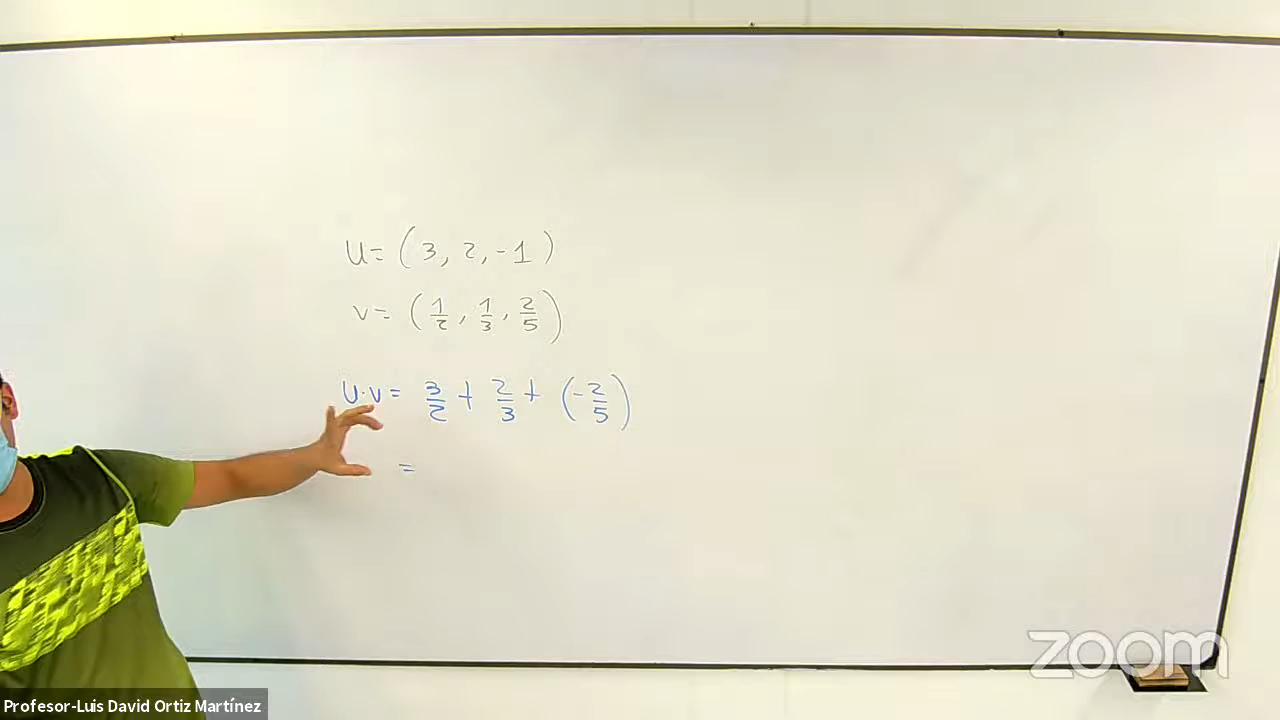 U = (3, 2, -1)
v = (1/2, 1/3, 2/5)
U·v = 3/2 + 2/3 + (-2/5)
=
zoom
Profesor-Luis David Ortiz Martínez